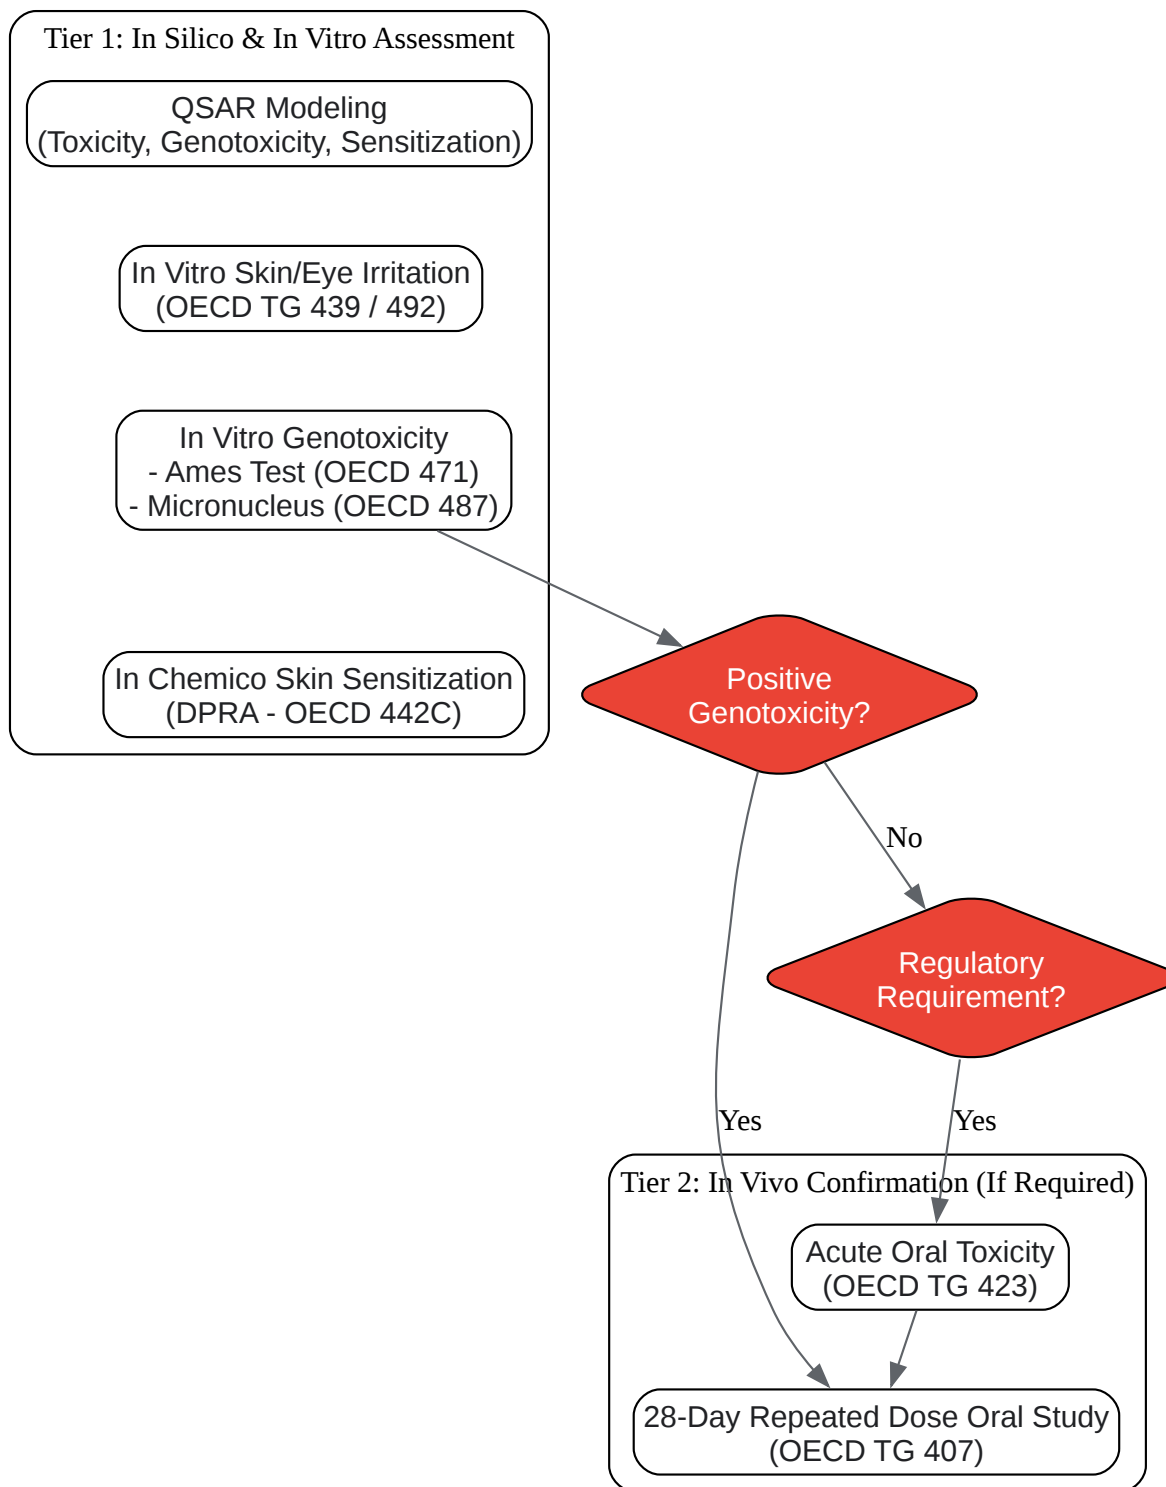 Tier 1: In Silico & In Vitro Assessment
QSAR Modeling
(Toxicity, Genotoxicity, Sensitization)
In Vitro Skin/Eye Irritation
(OECD TG 439 / 492)
In Vitro Genotoxicity
- Ames Test (OECD 471)
- Micronucleus (OECD 487)
In Chemico Skin Sensitization
(DPRA - OECD 442C)
Positive
Genotoxicity?
No
Regulatory
Requirement?
Yes
Yes
Tier 2: In Vivo Confirmation (If Required)
Acute Oral Toxicity
(OECD TG 423)
28-Day Repeated Dose Oral Study
(OECD TG 407)